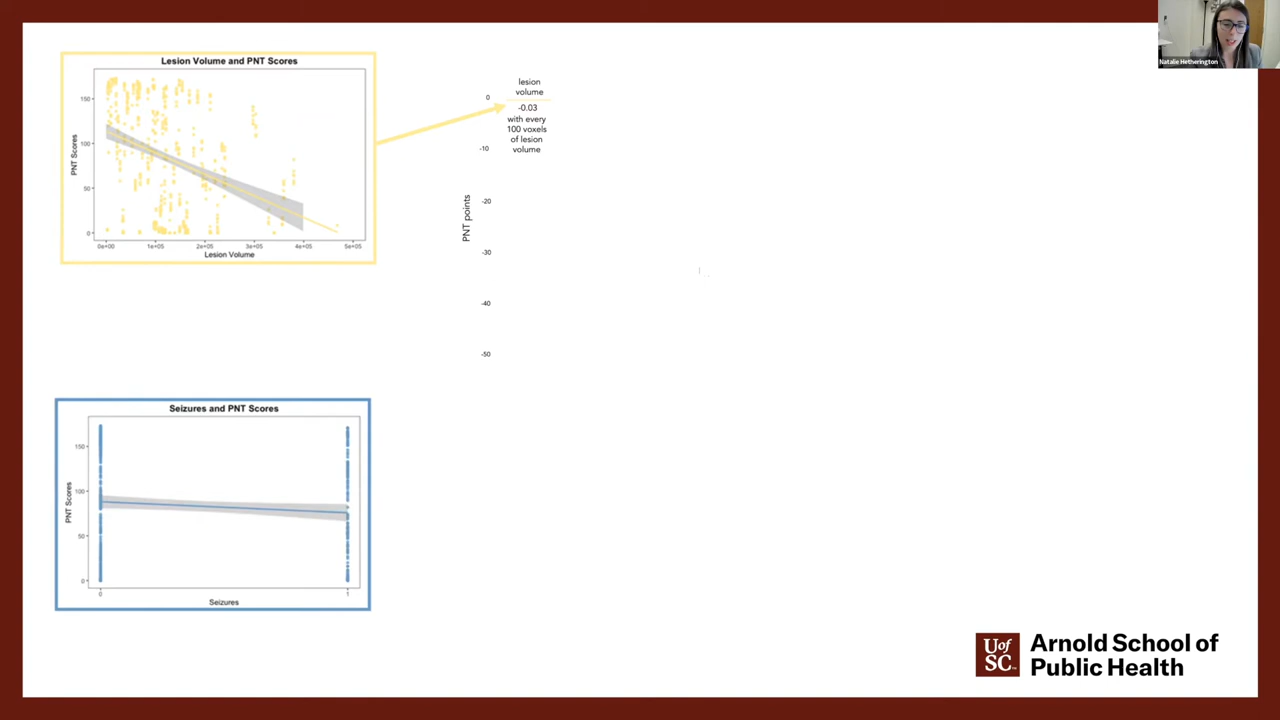 Natalie Hetherington
Lesion Volume and PNT Scores
PNT Scores
150
100
50
0
0e+00 1e+05 2e+05 3e+05 4e+05 5e+05
Lesion Volume
lesion
volume
-0.03
with every
100 voxels
of lesion
volume
PNT points
0
-10
-20
-30
-40
-50
Seizures and PNT Scores
PNT Scores
150
100
50
0
0 1
Seizures
UofSC
Arnold School of
Public Health